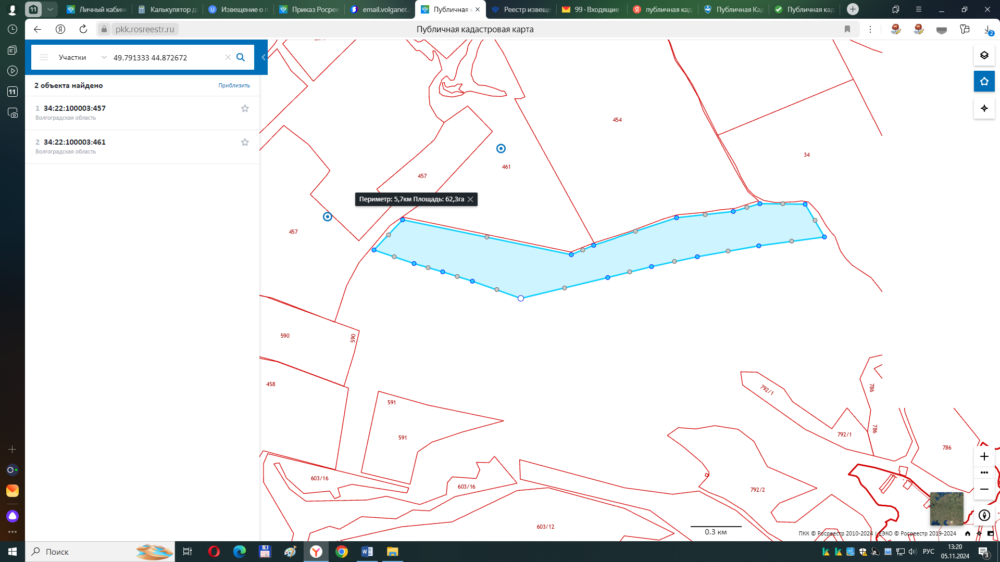 11
Личный кабин
Калькулятор д
Извещение о п
Приказ Росрее
email.volganet.
Публичная к
Реестр извеще
99 · Входящие -
публичная кад
Публичная Кад
Публичная кад
pkk.rosreestr.ru
Публичная кадастровая карта
2
11
Участки
49.791333 44.872672
2 объекта найдено
Приблизить
1 34:22:100003:457
Волгоградская область
2 34:22:100003:461
Волгоградская область
454
34
461
457
Периметр: 5,7км Площадь: 62,3га
457
590
590
458
591
591
792/1
786
786
792/1
786
603/16
603/16
792/2
603/12
0.3 км
ПКК © Росреестр 2010-2024 | ЕЭКО © Росреестр 2019-2024
Поиск
РУС
13:20
05.11.2024
3